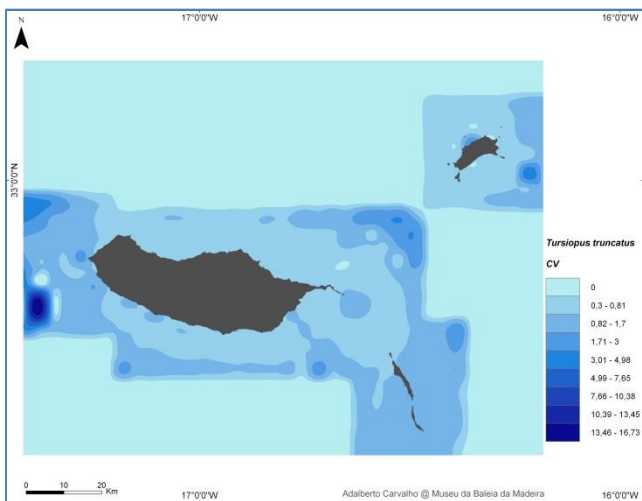 17°0'0"W
16°0'0"W
N
33°0'0"N
Tursiopus truncatus
CV
0
0,3 - 0,81
0,82 - 1,7
1,71 - 3
3,01 - 4,98
4,99 - 7,65
7,66 - 10,38
10,39 - 13,45
13,46 - 16,73
0 10 20
Km
17°0'0"W
Adalberto Carvalho @ Museu da Baleia da Madeira
16°0'0"W